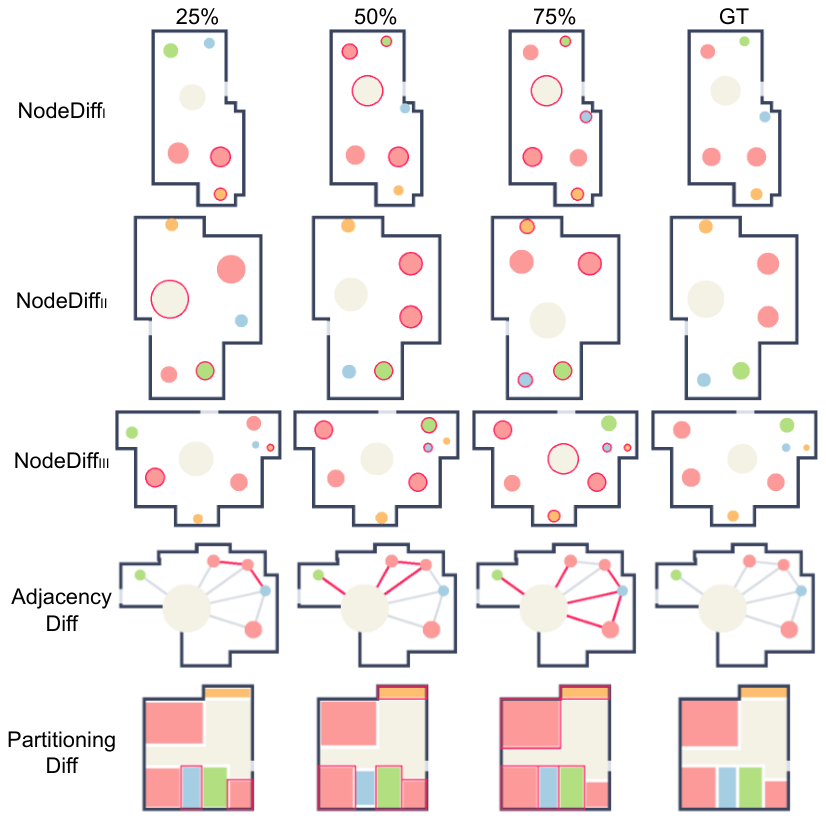 25% 50% 75% GT
NodeDiffI
NodeDiffII
NodeDiffIII
Adjacency
Diff
Partitioning
Diff